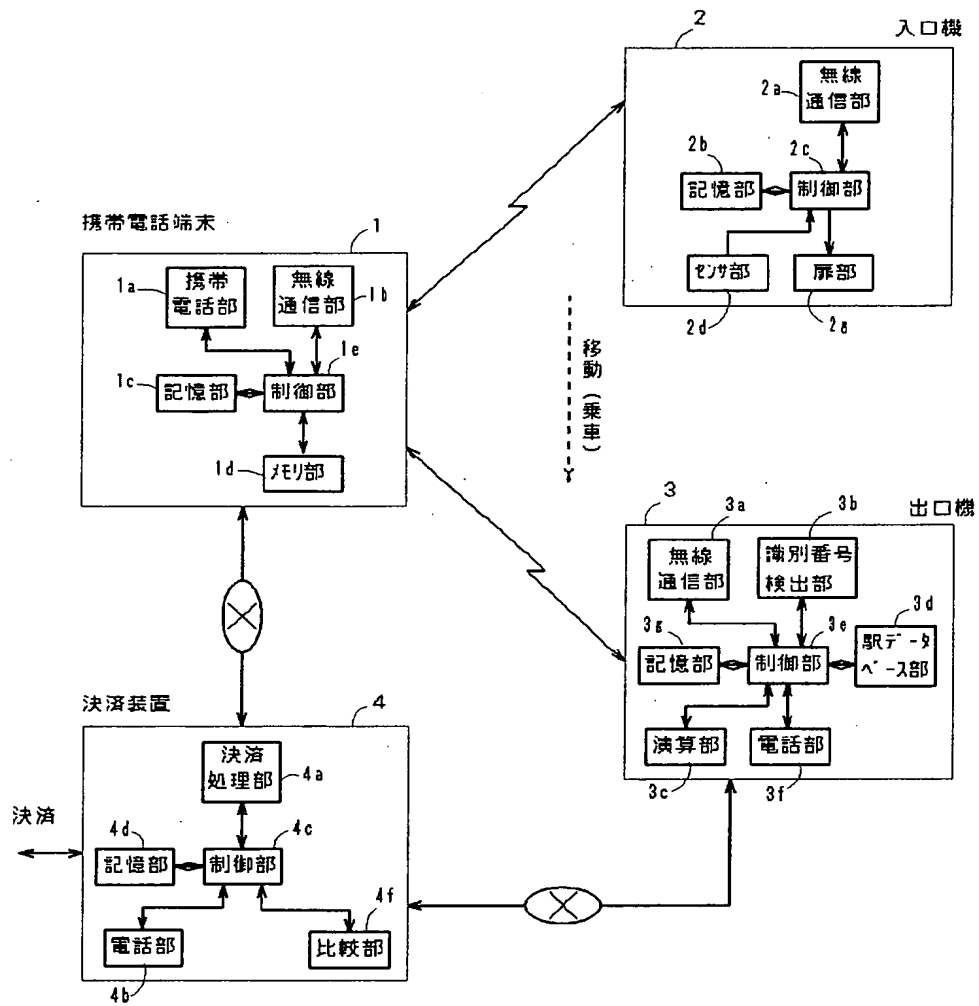 2
入口機
無線
通信部
2a
2b
2c
記憶部
制御部
センサ部
扉部
2d
2e
携帯電話端末
1
1a
携帯
電話部
無線
通信部
1b
1c
1e
記憶部
制御部
1d
メモリ部
移動(乗車)
3
出口機
3a
3b
無線
通信部
識別番号
検出部
3d
3g
3e
記憶部
制御部
駅データ
ベース部
演算部
電話部
3c
3f
決済装置
4
決済
処理部
4a
決済
4d
4c
記憶部
制御部
4f
電話部
比較部
4b